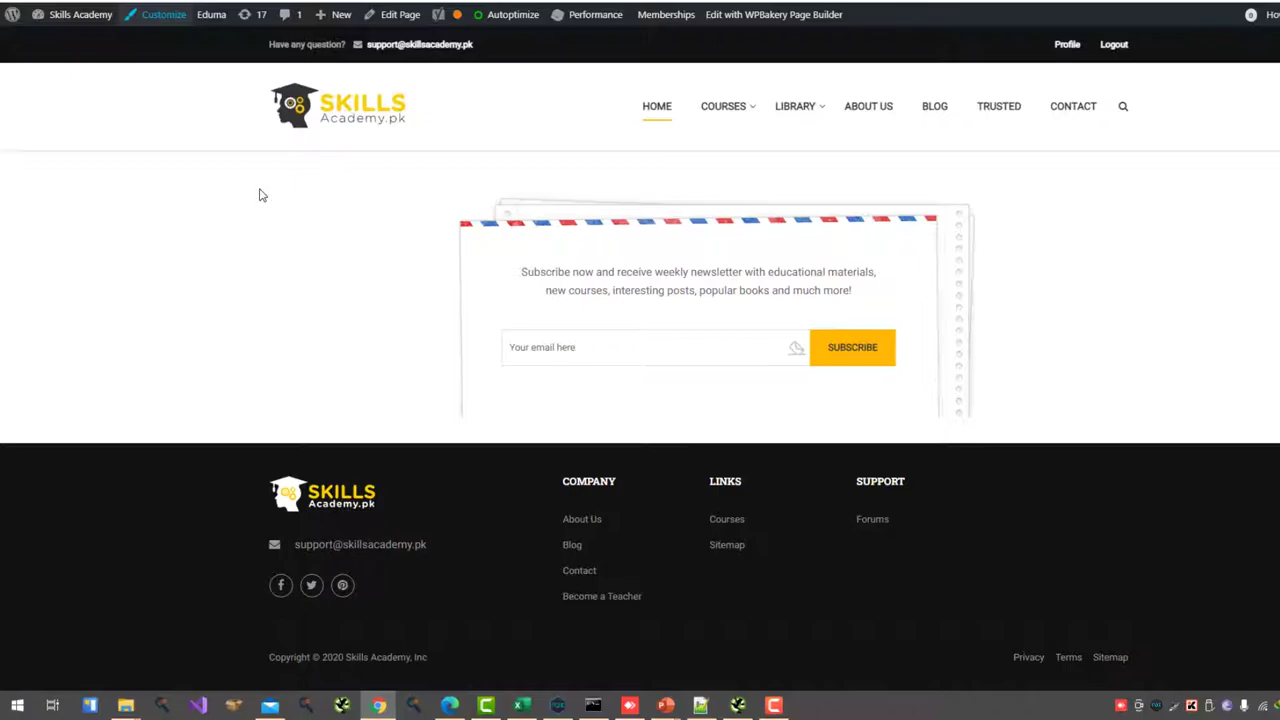 Skills Academy Customize Eduma 17 1 New Edit Page Autoptimize Performance Memberships Edit with WPBakery Page Builder 0
Have any question? support@skillsacademy.pk Profile Logout
SKILLS
Academy.pk
HOME COURSES LIBRARY ABOUT US BLOG TRUSTED CONTACT
Subscribe now and receive weekly newsletter with educational materials,
new courses, interesting posts, popular books and much more!
Your email here SUBSCRIBE
SKILLS
Academy.pk
support@skillsacademy.pk
COMPANY
About Us
Blog
Contact
Become a Teacher
LINKS
Courses
Sitemap
SUPPORT
Forums
Copyright © 2020 Skills Academy, Inc Privacy Terms Sitemap